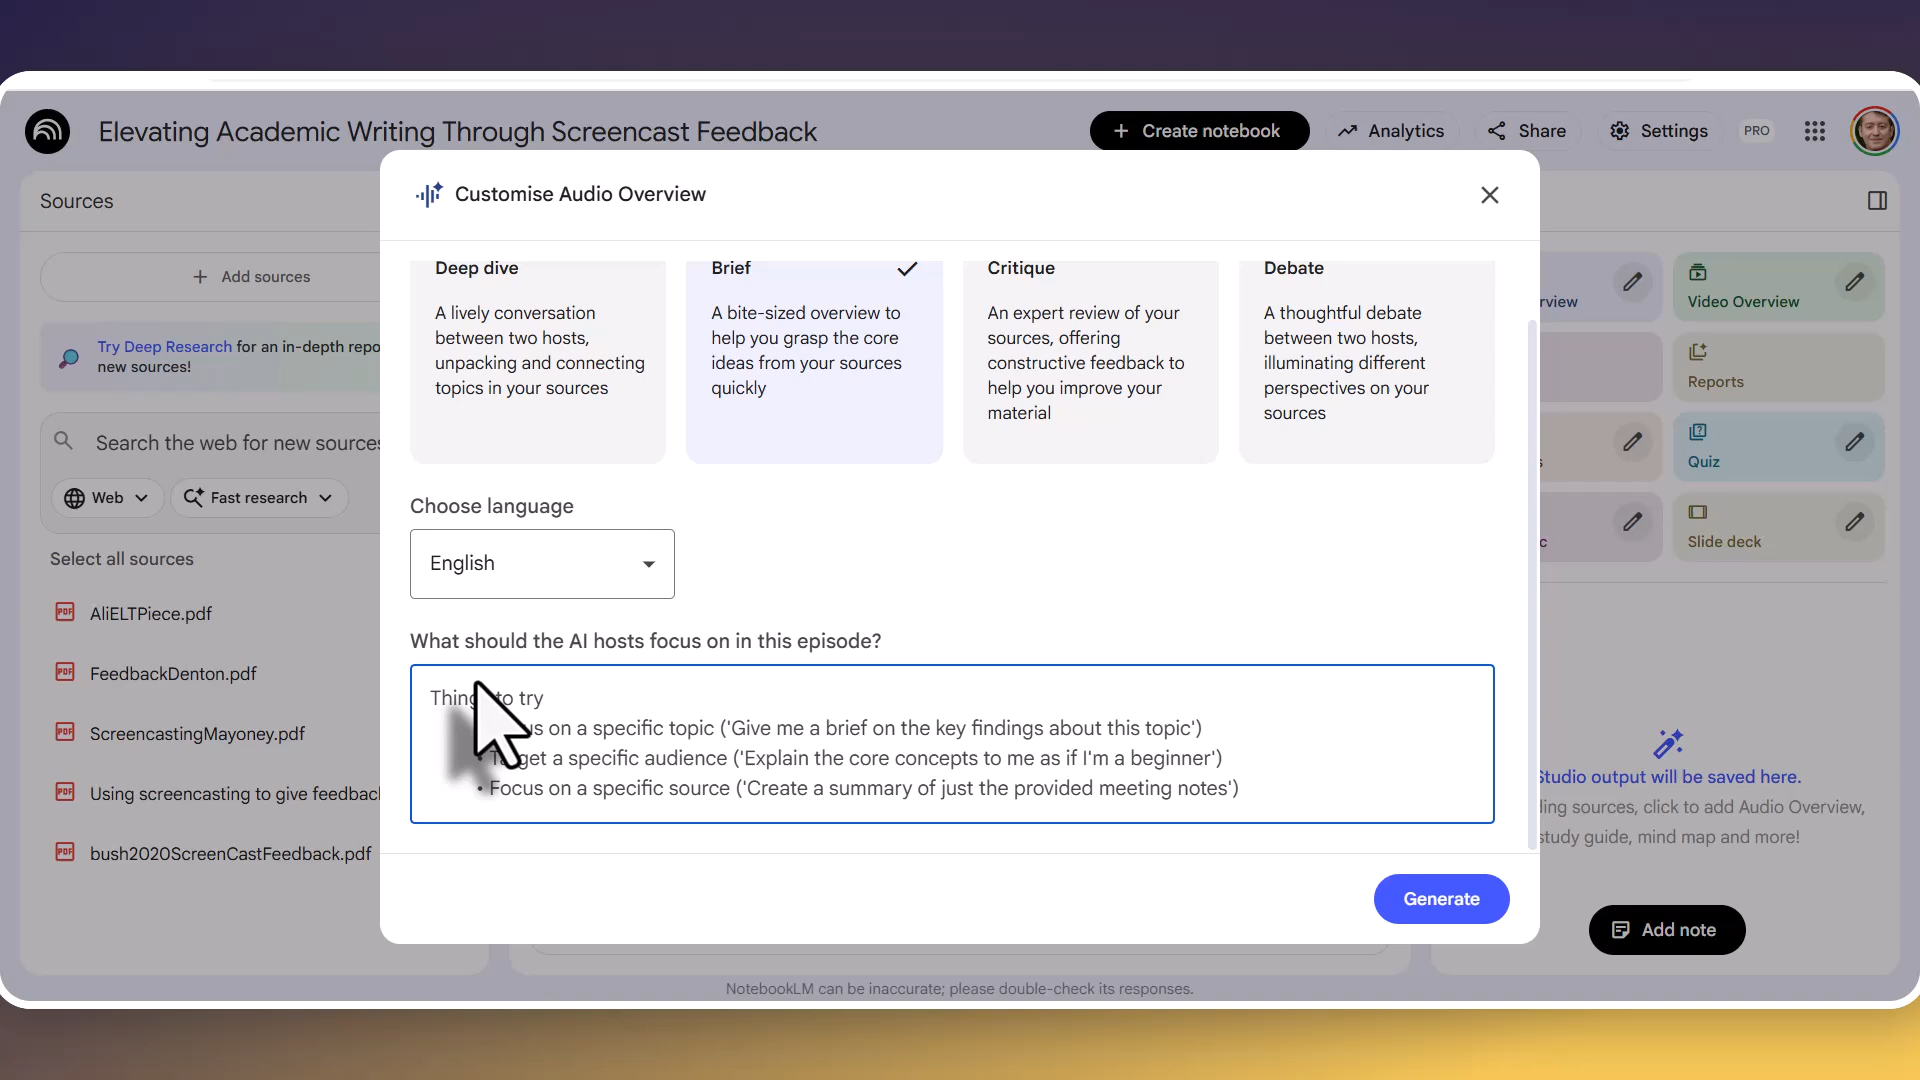 Elevating Academic Writing Through Screencast Feedback
Create notebook
Analytics
Share
Settings
PRO
Sources
Add sources
Try Deep Research for an in-depth repo
new sources!
Search the web for new sources
Web
Fast research
Select all sources
PDF AliELTPiece.pdf
PDF FeedbackDenton.pdf
PDF ScreencastingMayoney.pdf
PDF Using screencasting to give feedback
PDF bush2020ScreenCastFeedback.pdf
Customise Audio Overview
Deep dive
A lively conversation
between two hosts,
unpacking and connecting
topics in your sources
Brief
A bite-sized overview to
help you grasp the core
ideas from your sources
quickly
Critique
An expert review of your
sources, offering
constructive feedback to
help you improve your
material
Debate
A thoughtful debate
between two hosts,
illuminating different
perspectives on your
sources
Choose language
English
What should the AI hosts focus on in this episode?
Things to try
us on a specific topic ('Give me a brief on the key findings about this topic')
• Target a specific audience ('Explain the core concepts to me as if I'm a beginner')
• Focus on a specific source ('Create a summary of just the provided meeting notes')
Generate
rview
Video Overview
Reports
s
Quiz
c
Slide deck
Studio output will be saved here.
ling sources, click to add Audio Overview,
study guide, mind map and more!
Add note
NotebookLM can be inaccurate; please double-check its responses.